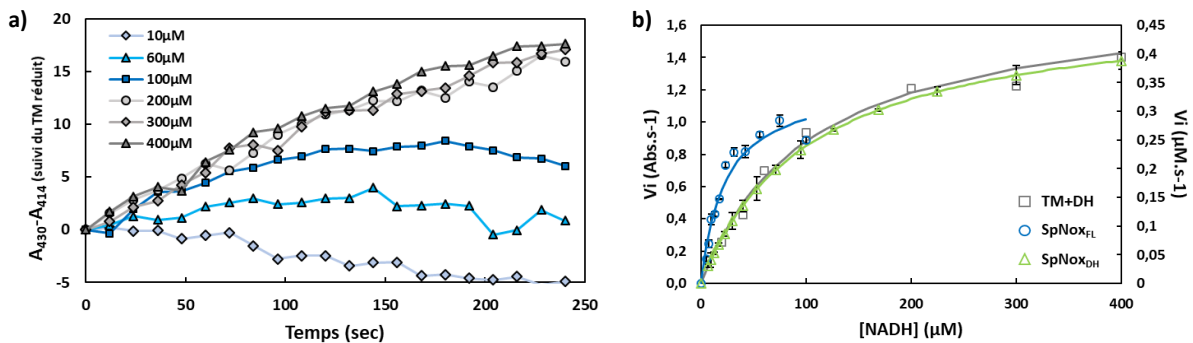 a)
A430-A414 (suivi du TM réduit)
20
15
10
5
0
-5
10µM
60µM
100µM
200µM
300µM
400µM
0
50
100
150
200
250
Temps (sec)
b)
Vi (Abs.s-1)
1,6
1,4
1,2
1,0
0,8
0,6
0,4
0,2
0,0
TM+DH
SpNoxFL
SpNoxDH
0,45
0,4
0,35
0,3
0,25
0,2
0,15
0,1
0,05
0
Vi (µM.s-1)
0
100
200
300
400
[NADH] (µM)